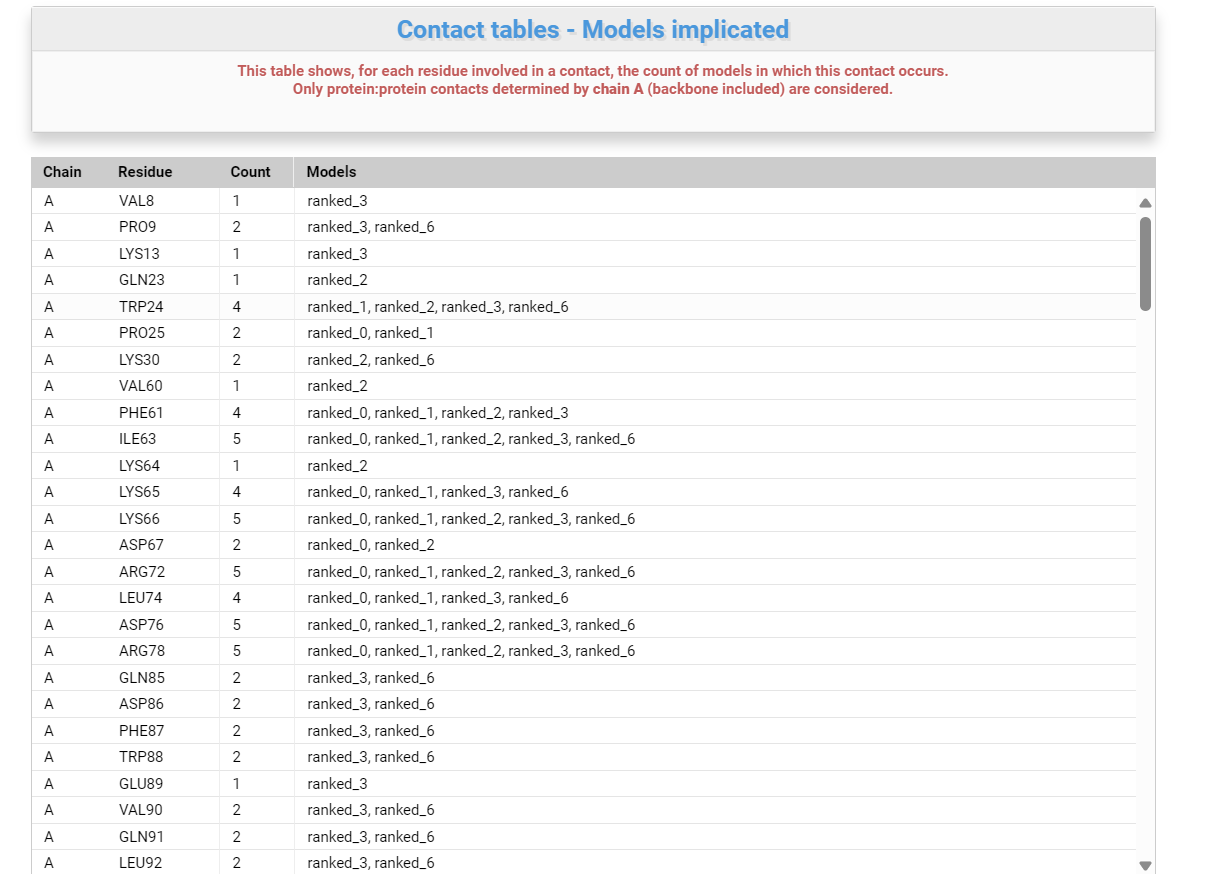 Contact tables - Models implicated
This table shows, for each residue involved in a contact, the count of models in which this contact occurs.
Only protein:protein contacts determined by chain A (backbone included) are considered.
Chain Residue Count Models
A VAL8 1 ranked_3
A PRO9 2 ranked_3, ranked_6
A LYS13 1 ranked_3
A GLN23 1 ranked_2
A TRP24 4 ranked_1, ranked_2, ranked_3, ranked_6
A PRO25 2 ranked_0, ranked_1
A LYS30 2 ranked_2, ranked_6
A VAL60 1 ranked_2
A PHE61 4 ranked_0, ranked_1, ranked_2, ranked_3
A ILE63 5 ranked_0, ranked_1, ranked_2, ranked_3, ranked_6
A LYS64 1 ranked_2
A LYS65 4 ranked_0, ranked_1, ranked_3, ranked_6
A LYS66 5 ranked_0, ranked_1, ranked_2, ranked_3, ranked_6
A ASP67 2 ranked_0, ranked_2
A ARG72 5 ranked_0, ranked_1, ranked_2, ranked_3, ranked_6
A LEU74 4 ranked_0, ranked_1, ranked_3, ranked_6
A ASP76 5 ranked_0, ranked_1, ranked_2, ranked_3, ranked_6
A ARG78 5 ranked_0, ranked_1, ranked_2, ranked_3, ranked_6
A GLN85 2 ranked_3, ranked_6
A ASP86 2 ranked_3, ranked_6
A PHE87 2 ranked_3, ranked_6
A TRP88 2 ranked_3, ranked_6
A GLU89 1 ranked_3
A VAL90 2 ranked_3, ranked_6
A GLN91 2 ranked_3, ranked_6
A LEU92 2 ranked_3, ranked_6